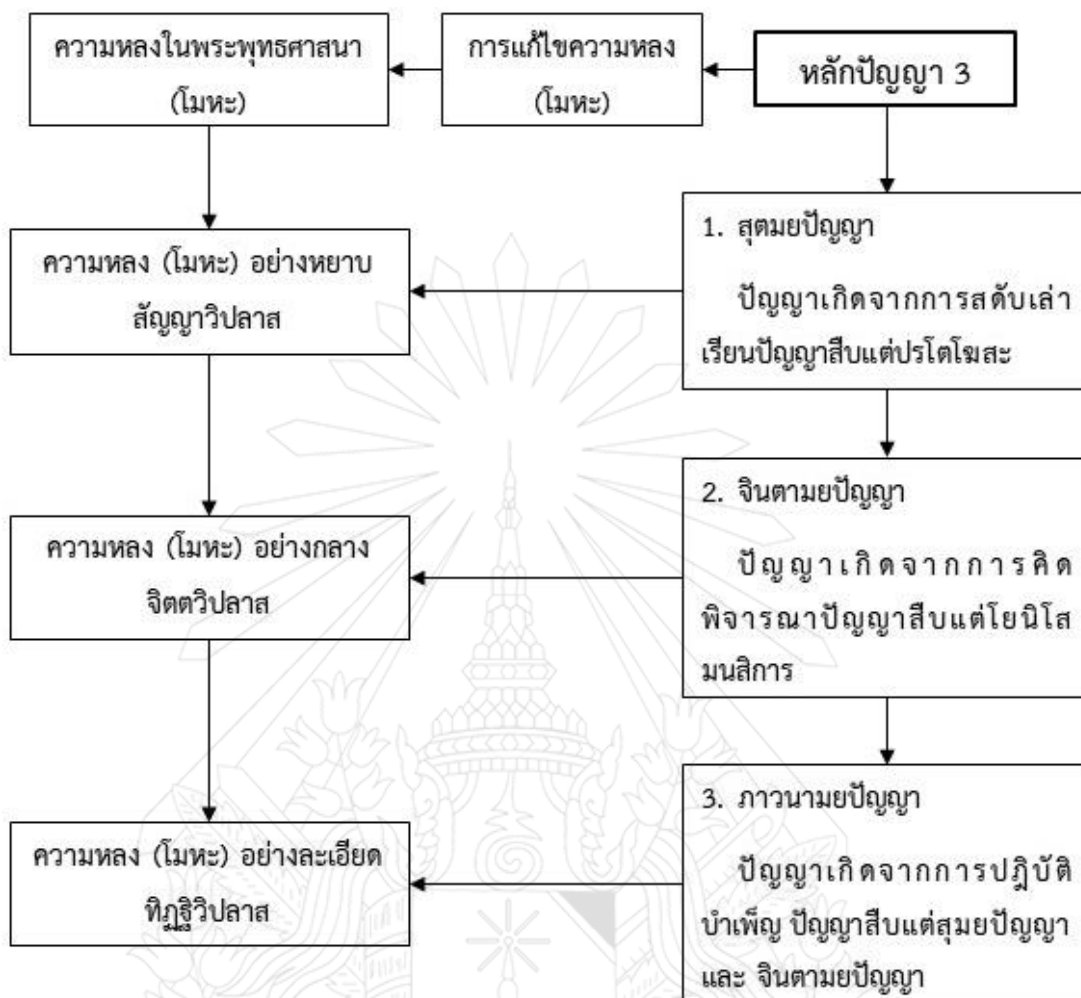 ความหลงในพระพุทธศาสนา
(โมหะ)
การแก้ไขความหลง
(โมหะ)
หลักปัญญา 3
ความหลง (โมหะ) อย่างหยาบ
สัญญาวิปลาส
1. สุตมยปัญญา
ปัญญาเกิดจากการสดับเล่า
เรียนปัญญาสืบแต่ปรโตโฆสะ
ความหลง (โมหะ) อย่างกลาง
จิตตวิปลาส
2. จินตามยปัญญา
ปัญญาเกิดจากการคิด
พิจารณาปัญญาสืบแต่โยนิโส
มนสิการ
ความหลง (โมหะ) อย่างละเอียด
ทิฏฐิวิปลาส
3. ภาวนามยปัญญา
ปัญญาเกิดจากการปฏิบัติ
บำเพ็ญ ปัญญาสืบแต่สุมยปัญญา
และ จินตามยปัญญา